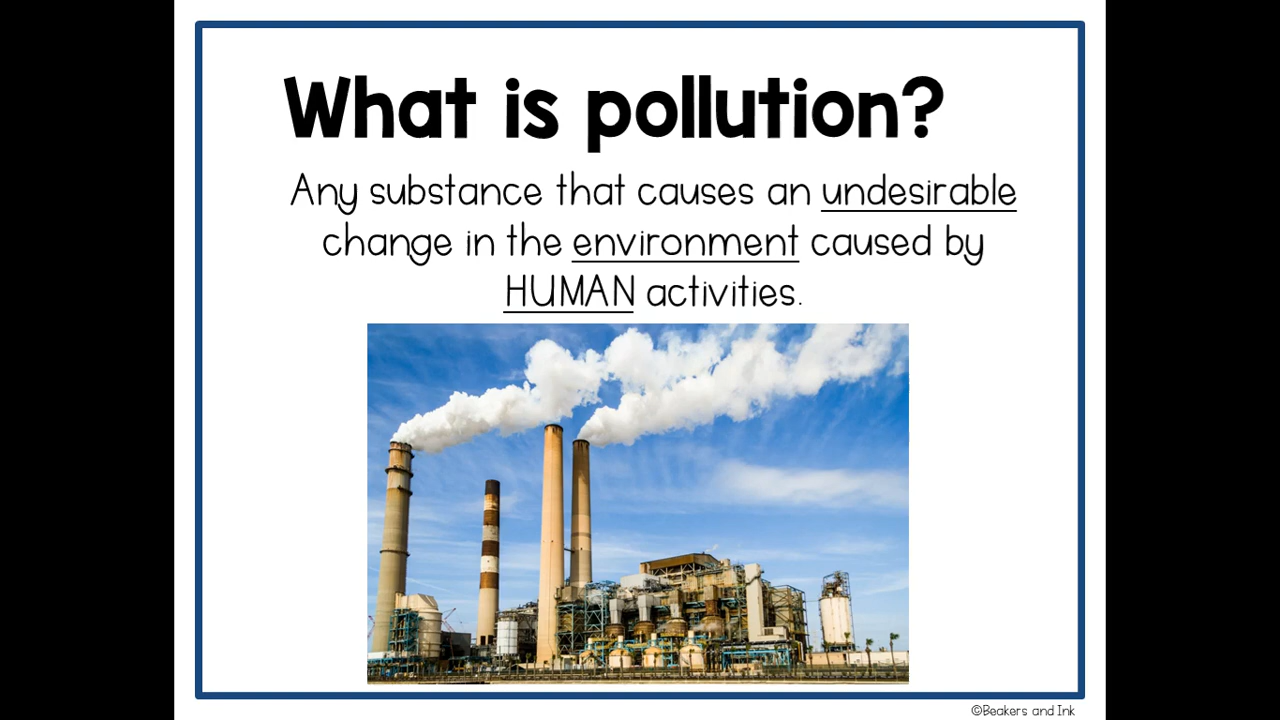 What is pollution?
Any substance that causes an undesirable
change in the environment caused by
HUMAN activities.
©Beakers and Ink